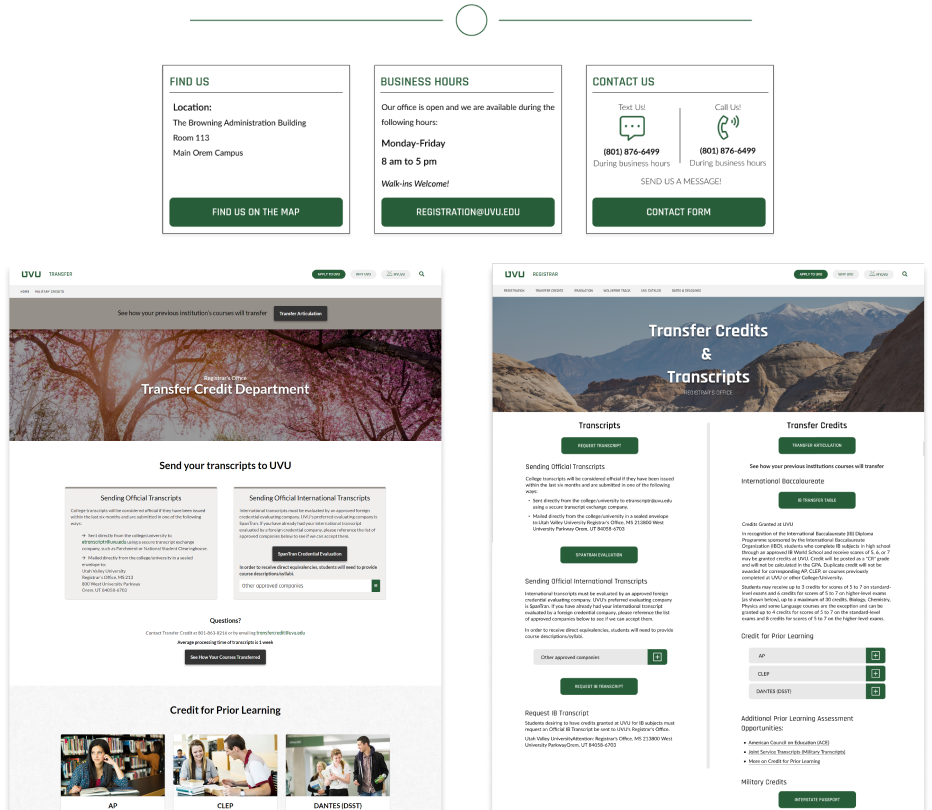 FIND US
Location:
The Browning Administration Building
Room 113
Main Orem Campus
FIND US ON THE MAP
BUSINESS HOURS
Our office is open and we are available during the
following hours:
Monday-Friday
8 am to 5 pm
Walk-ins Welcome!
REGISTRATION@UVU.EDU
CONTACT US
Text Us!
(801) 876-6499
During business hours
Call Us!
(801) 876-6499
During business hours
SEND US A MESSAGE!
CONTACT FORM
UVU TRANSFER
APPLY TO UVU
WHY UVU
MYUVU
HOME MILITARY CREDITS
See how your previous institution's courses will transfer
Transfer Articulation
Registrar's Office
Transfer Credit Department
Send your transcripts to UVU
Sending Official Transcripts
College transcripts will be considered official if they have been issued
within the last six months and are submitted in one of the following
ways:
Sent directly from the college/university to
etranscript@uvu.edu using a secure transcript exchange
company, such as Parchment or National Student Clearinghouse.
Mailed directly from the college/university in a sealed
envelope to:
Utah Valley University
Registrar's Office, MS 213
800 West University Parkway
Orem, UT 84058-6703
Sending Official International Transcripts
International transcripts must be evaluated by an approved foreign
credential evaluating company. UVU's preferred evaluating company is
SpanTran. If you have already had your international transcript
evaluated by a foreign credential company, please reference the list of
approved companies below to see if we can accept them.
SpanTran Credential Evaluation
In order to receive direct equivalencies, students will need to provide
course descriptions/syllabi.
Other approved companies
Questions?
Contact Transfer Credit at 801-863-8216 or by emailing transfercredit@uvu.edu
Average processing time of transcripts is 1 week
See How Your Courses Transferred
Credit for Prior Learning
AP
CLEP
DANTES (DSST)
UVU REGISTRAR
APPLY TO UVU
WHY UVU
MYUVU
REGISTRATION TRANSFER CREDITS GRADUATION WOLVERINE TRACK UVU CATALOG DATES & DEADLINES
Transfer Credits
&
Transcripts
REGISTRAR'S OFFICE
Transcripts
REQUEST TRANSCRIPT
Sending Official Transcripts
College transcripts will be considered official if they have been issued
within the last six months and are submitted in one of the following
ways:
Sent directly from the college/university to etranscript@uvu.edu
using a secure transcript exchange company.
Mailed directly from the college/university in a sealed envelope
to Utah Valley University Registrar's Office, MS 213800 West
University Parkway Orem, UT 84058-6703
SPANTRAN EVALUATION
Sending Official International Transcripts
International transcripts must be evaluated by an approved foreign
credential evaluating company. UVU's preferred evaluating company
is SpanTran. If you have already had your international transcript
evaluated by a foreign credential company, please reference the list
of approved companies below to see if we can accept them.
In order to receive direct equivalencies, students will need to provide
course descriptions/syllabi.
Other approved companies
REQUEST IB TRANSCRIPT
Request IB Transcript
Students desiring to have credits granted at UVU for IB subjects must
request an Official IB Transcript be sent to UVU's Registrar's Office.
Utah Valley UniversityAttention: Registrar's Office, MS 213800 West
University ParkwayOrem, UT 84058-6703
Transfer Credits
TRANSFER ARTICULATION
See how your previous institutions courses will transfer
International Baccalaureate
IB TRANSFER TABLE
Credits Granted at UVU
In recognition of the International Baccalaureate (IB) Diploma
Programme sponsored by the International Baccalaureate
Organization (IBO), students who complete IB subjects in high school
through an approved IB World School and receive scores of 5, 6, or 7
may be granted credits at UVU. Credit will be posted as a "CR" grade
and will not be calculated in the GPA. Duplicate credit will not be
awarded for corresponding AP, CLEP, or courses previously
completed at UVU or other College/University.
Students may receive up to 3 credits for scores of 5 to 7 on standard-
level exams and 6 credits for scores of 5 to 7 on higher-level exams
(as shown below), up to a maximum of 30 credits. Biology, Chemistry,
Physics and some Language courses are the exception and can be
granted up to 4 credits for scores of 5 to 7 on the standard-level
exams and 8 credits for scores of 5 to 7 on the higher-level exams.
Credit for Prior Learning
AP
CLEP
DANTES (DSST)
Additional Prior Learning Assessment
Opportunities:
American Council on Education (ACE)
Joint Service Transcripts (Military Transcripts)
More on Credit for Prior Learning
Military Credits
INTERSTATE PASSPORT